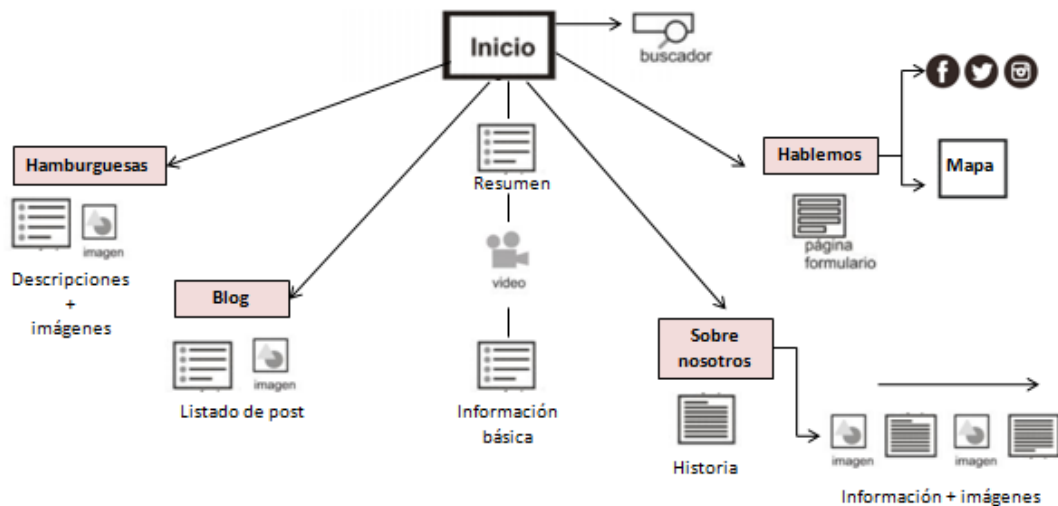 Inicio
buscador
Hamburguesas
imagen
Descripciones
+
imágenes
Blog
imagen
Listado de post
Resumen
video
Información
básica
Hablemos
Mapa
página
formulario
Sobre
nosotros
Historia
imagen
imagen
Información + imágenes